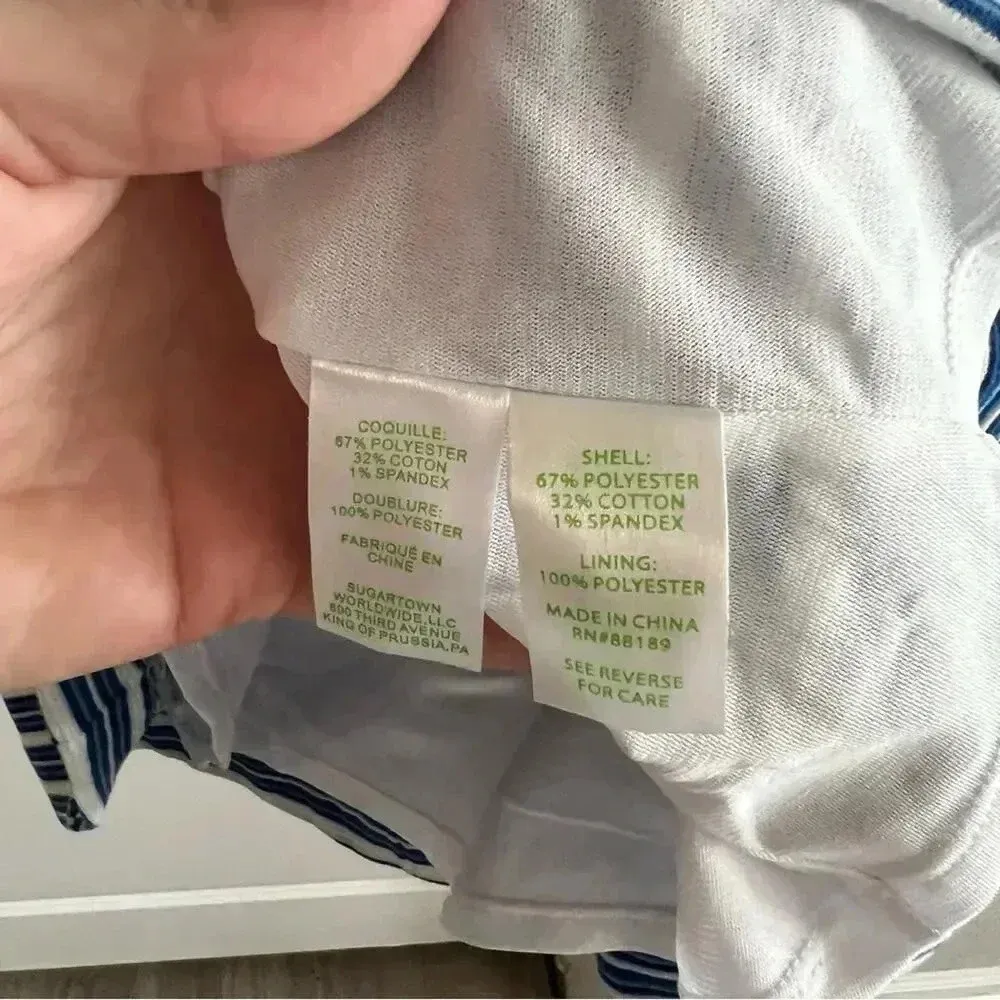 COQUILLE:
67% POLYESTER
32% COTON
1% SPANDEX
DOUBLURE:
100% POLYESTER
FABRIQUÉ EN
CHINE
SUGARTOWN
WORLDWIDE, LLC
800 THIRD AVENUE
KING OF PRUSSIA, PA
SHELL:
67% POLYESTER
32% COTTON
1% SPANDEX
LINING:
100% POLYESTER
MADE IN CHINA
RN#88189
SEE REVERSE
FOR CARE